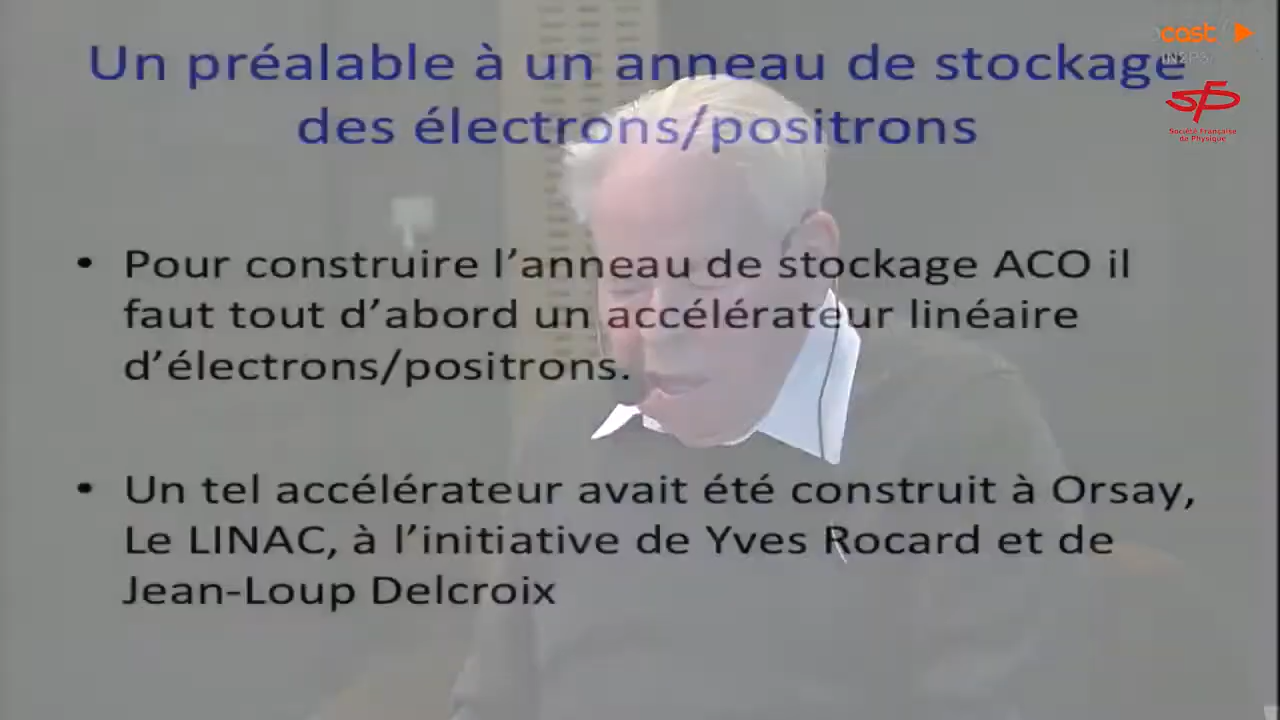 Un préalable à un anneau de stockage
des électrons/positrons
cast
IN2P3
Société Française
de Physique
• Pour construire l’anneau de stockage ACO il
faut tout d’abord un accélérateur linéaire
d’électrons/positrons.
• Un tel accélérateur avait été construit à Orsay,
Le LINAC, à l’initiative de Yves Rocard et de
Jean-Loup Delcroix